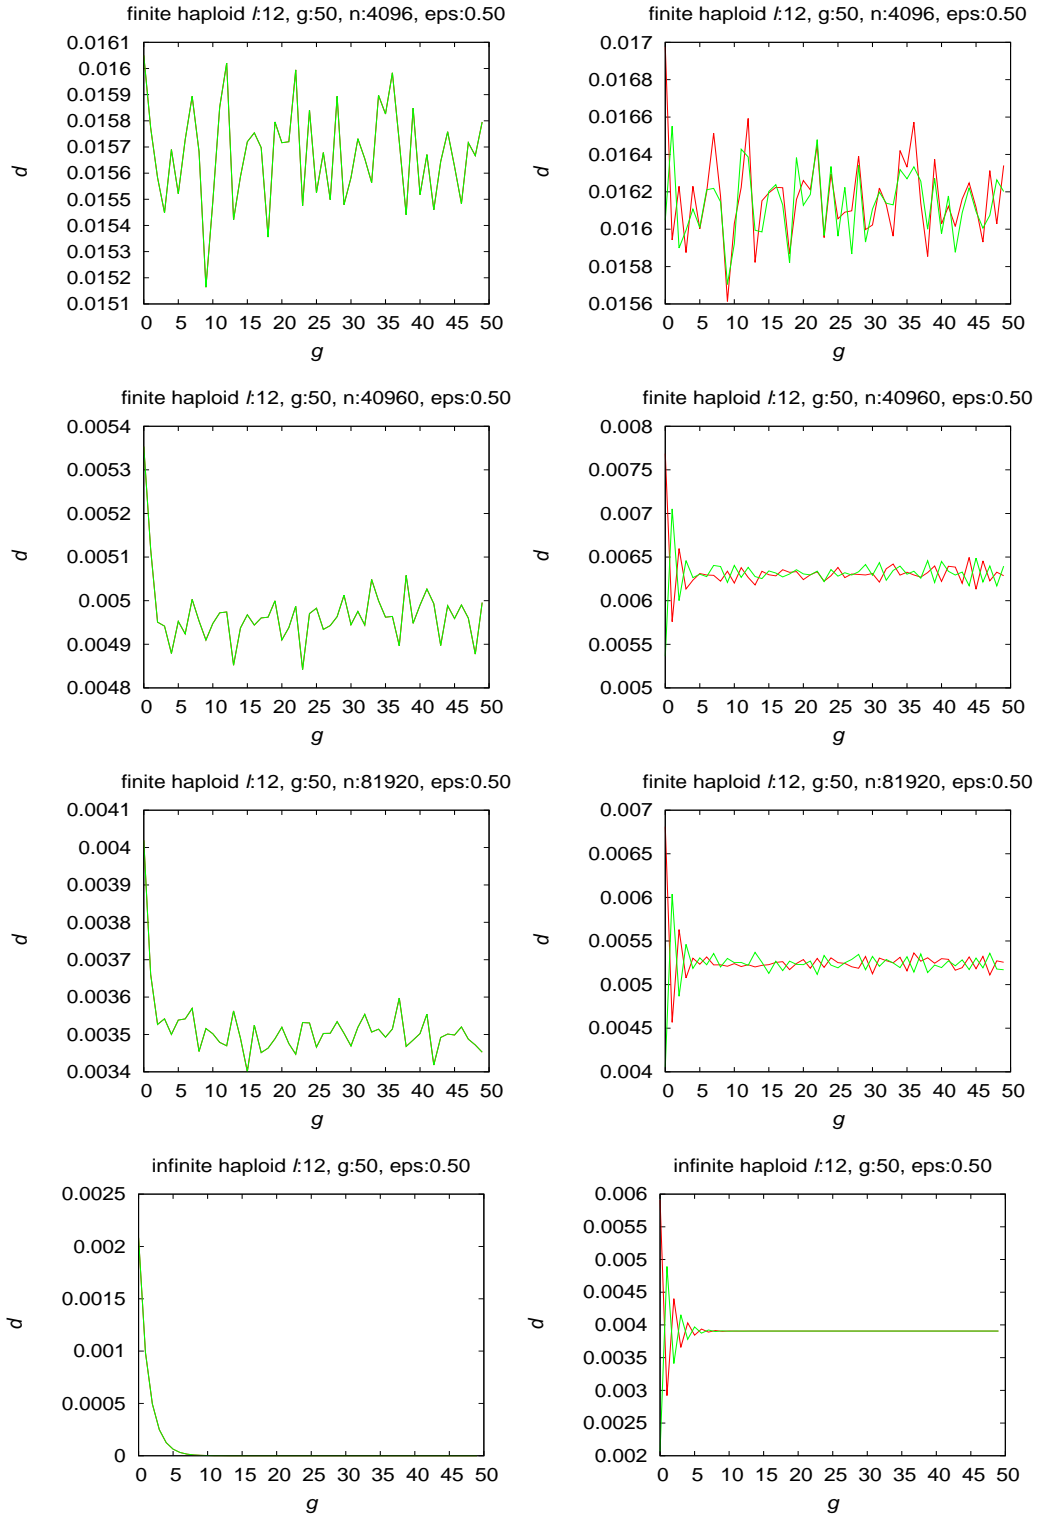 finite haploid l:12, g:50, n:4096, eps:0.50
0.0161
0.016
0.0159
0.0158
0.0157
0.0156
0.0155
0.0154
0.0153
0.0152
0.0151
d
0 5 10 15 20 25 30 35 40 45 50
g
finite haploid l:12, g:50, n:4096, eps:0.50
0.017
0.0168
0.0166
0.0164
0.0162
0.016
0.0158
0.0156
d
0 5 10 15 20 25 30 35 40 45 50
g
finite haploid l:12, g:50, n:40960, eps:0.50
0.0054
0.0053
0.0052
0.0051
0.005
0.0049
0.0048
d
0 5 10 15 20 25 30 35 40 45 50
g
finite haploid l:12, g:50, n:40960, eps:0.50
0.008
0.0075
0.007
0.0065
0.006
0.0055
0.005
d
0 5 10 15 20 25 30 35 40 45 50
g
finite haploid l:12, g:50, n:81920, eps:0.50
0.0041
0.004
0.0039
0.0038
0.0037
0.0036
0.0035
0.0034
d
0 5 10 15 20 25 30 35 40 45 50
g
finite haploid l:12, g:50, n:81920, eps:0.50
0.007
0.0065
0.006
0.0055
0.005
0.0045
0.004
d
0 5 10 15 20 25 30 35 40 45 50
g
infinite haploid l:12, g:50, eps:0.50
0.0025
0.002
0.0015
0.001
0.0005
0
d
0 5 10 15 20 25 30 35 40 45 50
g
infinite haploid l:12, g:50, eps:0.50
0.006
0.0055
0.005
0.0045
0.004
0.0035
0.003
0.0025
0.002
d
0 5 10 15 20 25 30 35 40 45 50
g